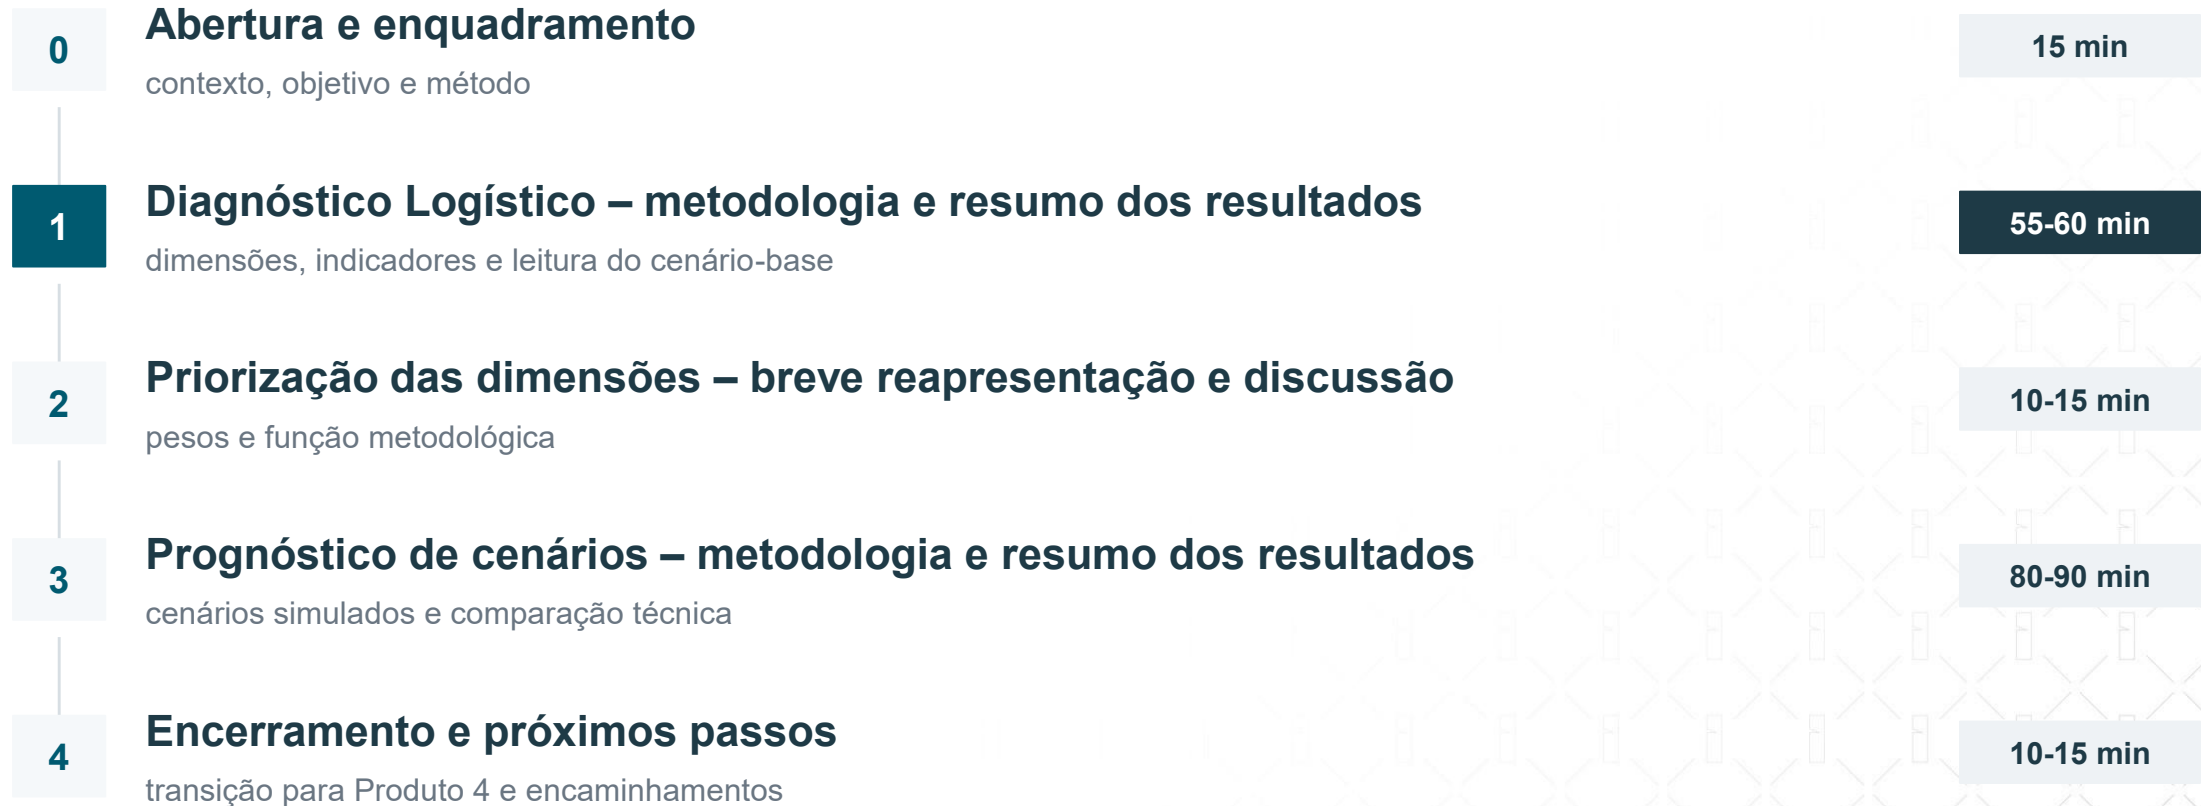 0
Abertura e enquadramento
15 min
contexto, objetivo e método
1
Diagnóstico Logístico – metodologia e resumo dos resultados
55-60 min
dimensões, indicadores e leitura do cenário-base
2
Priorização das dimensões – breve reapresentação e discussão
10-15 min
pesos e função metodológica
3
Prognóstico de cenários – metodologia e resumo dos resultados
80-90 min
cenários simulados e comparação técnica
4
Encerramento e próximos passos
10-15 min
transição para Produto 4 e encaminhamentos